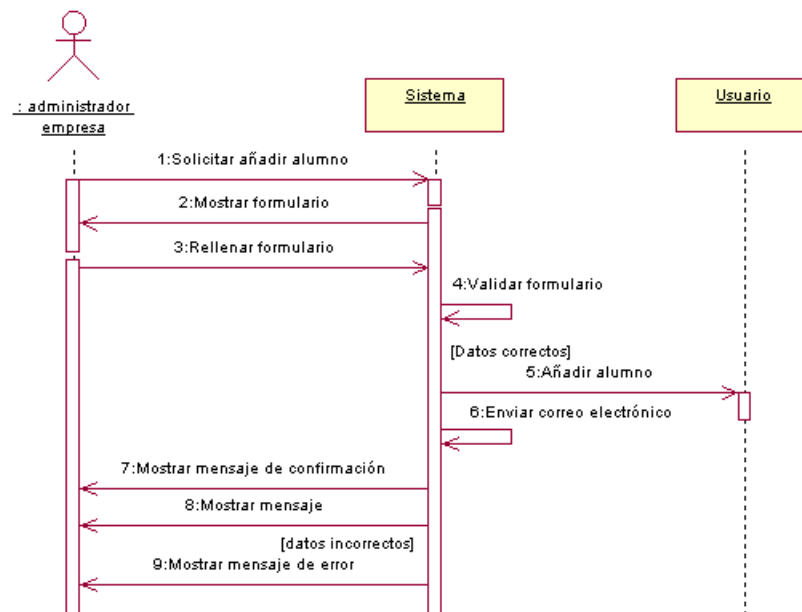 : administrador
empresa
Sistema
Usuario
1:Solicitar añadir alumno
2:Mostrar formulario
3:Rellenar formulario
4:Validar formulario
[Datos correctos]
5:Añadir alumno
6:Enviar correo electrónico
7:Mostrar mensaje de confirmación
8:Mostrar mensaje
[datos incorrectos]
9:Mostrar mensaje de error